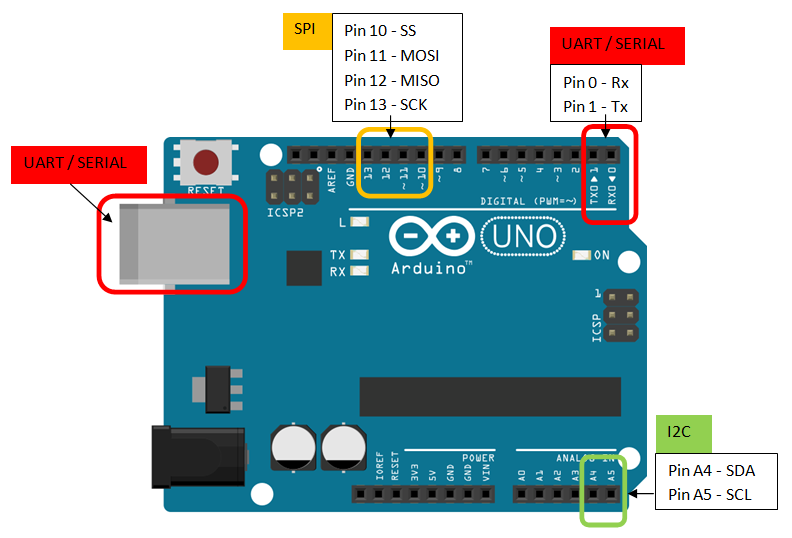 SPI
Pin 10 - SS
Pin 11 - MOSI
Pin 12 - MISO
Pin 13 - SCK
UART / SERIAL
Pin 0 - Rx
Pin 1 - Tx
UART / SERIAL
RESET
ICSP2
AREF
GND
13
12
~11
~10
~9
8
7
~6
~5
4
~3
2
TX0▶1
RX0◀0
DIGITAL (PWM=~)
L
TX
RX
Arduino™
UNO
ON
1
ICSP
I2C
Pin A4 - SDA
Pin A5 - SCL
POWER
ANALOG IN
IOREF
RESET
3V3
5V
GND
GND
VIN
A0
A1
A2
A3
A4
A5